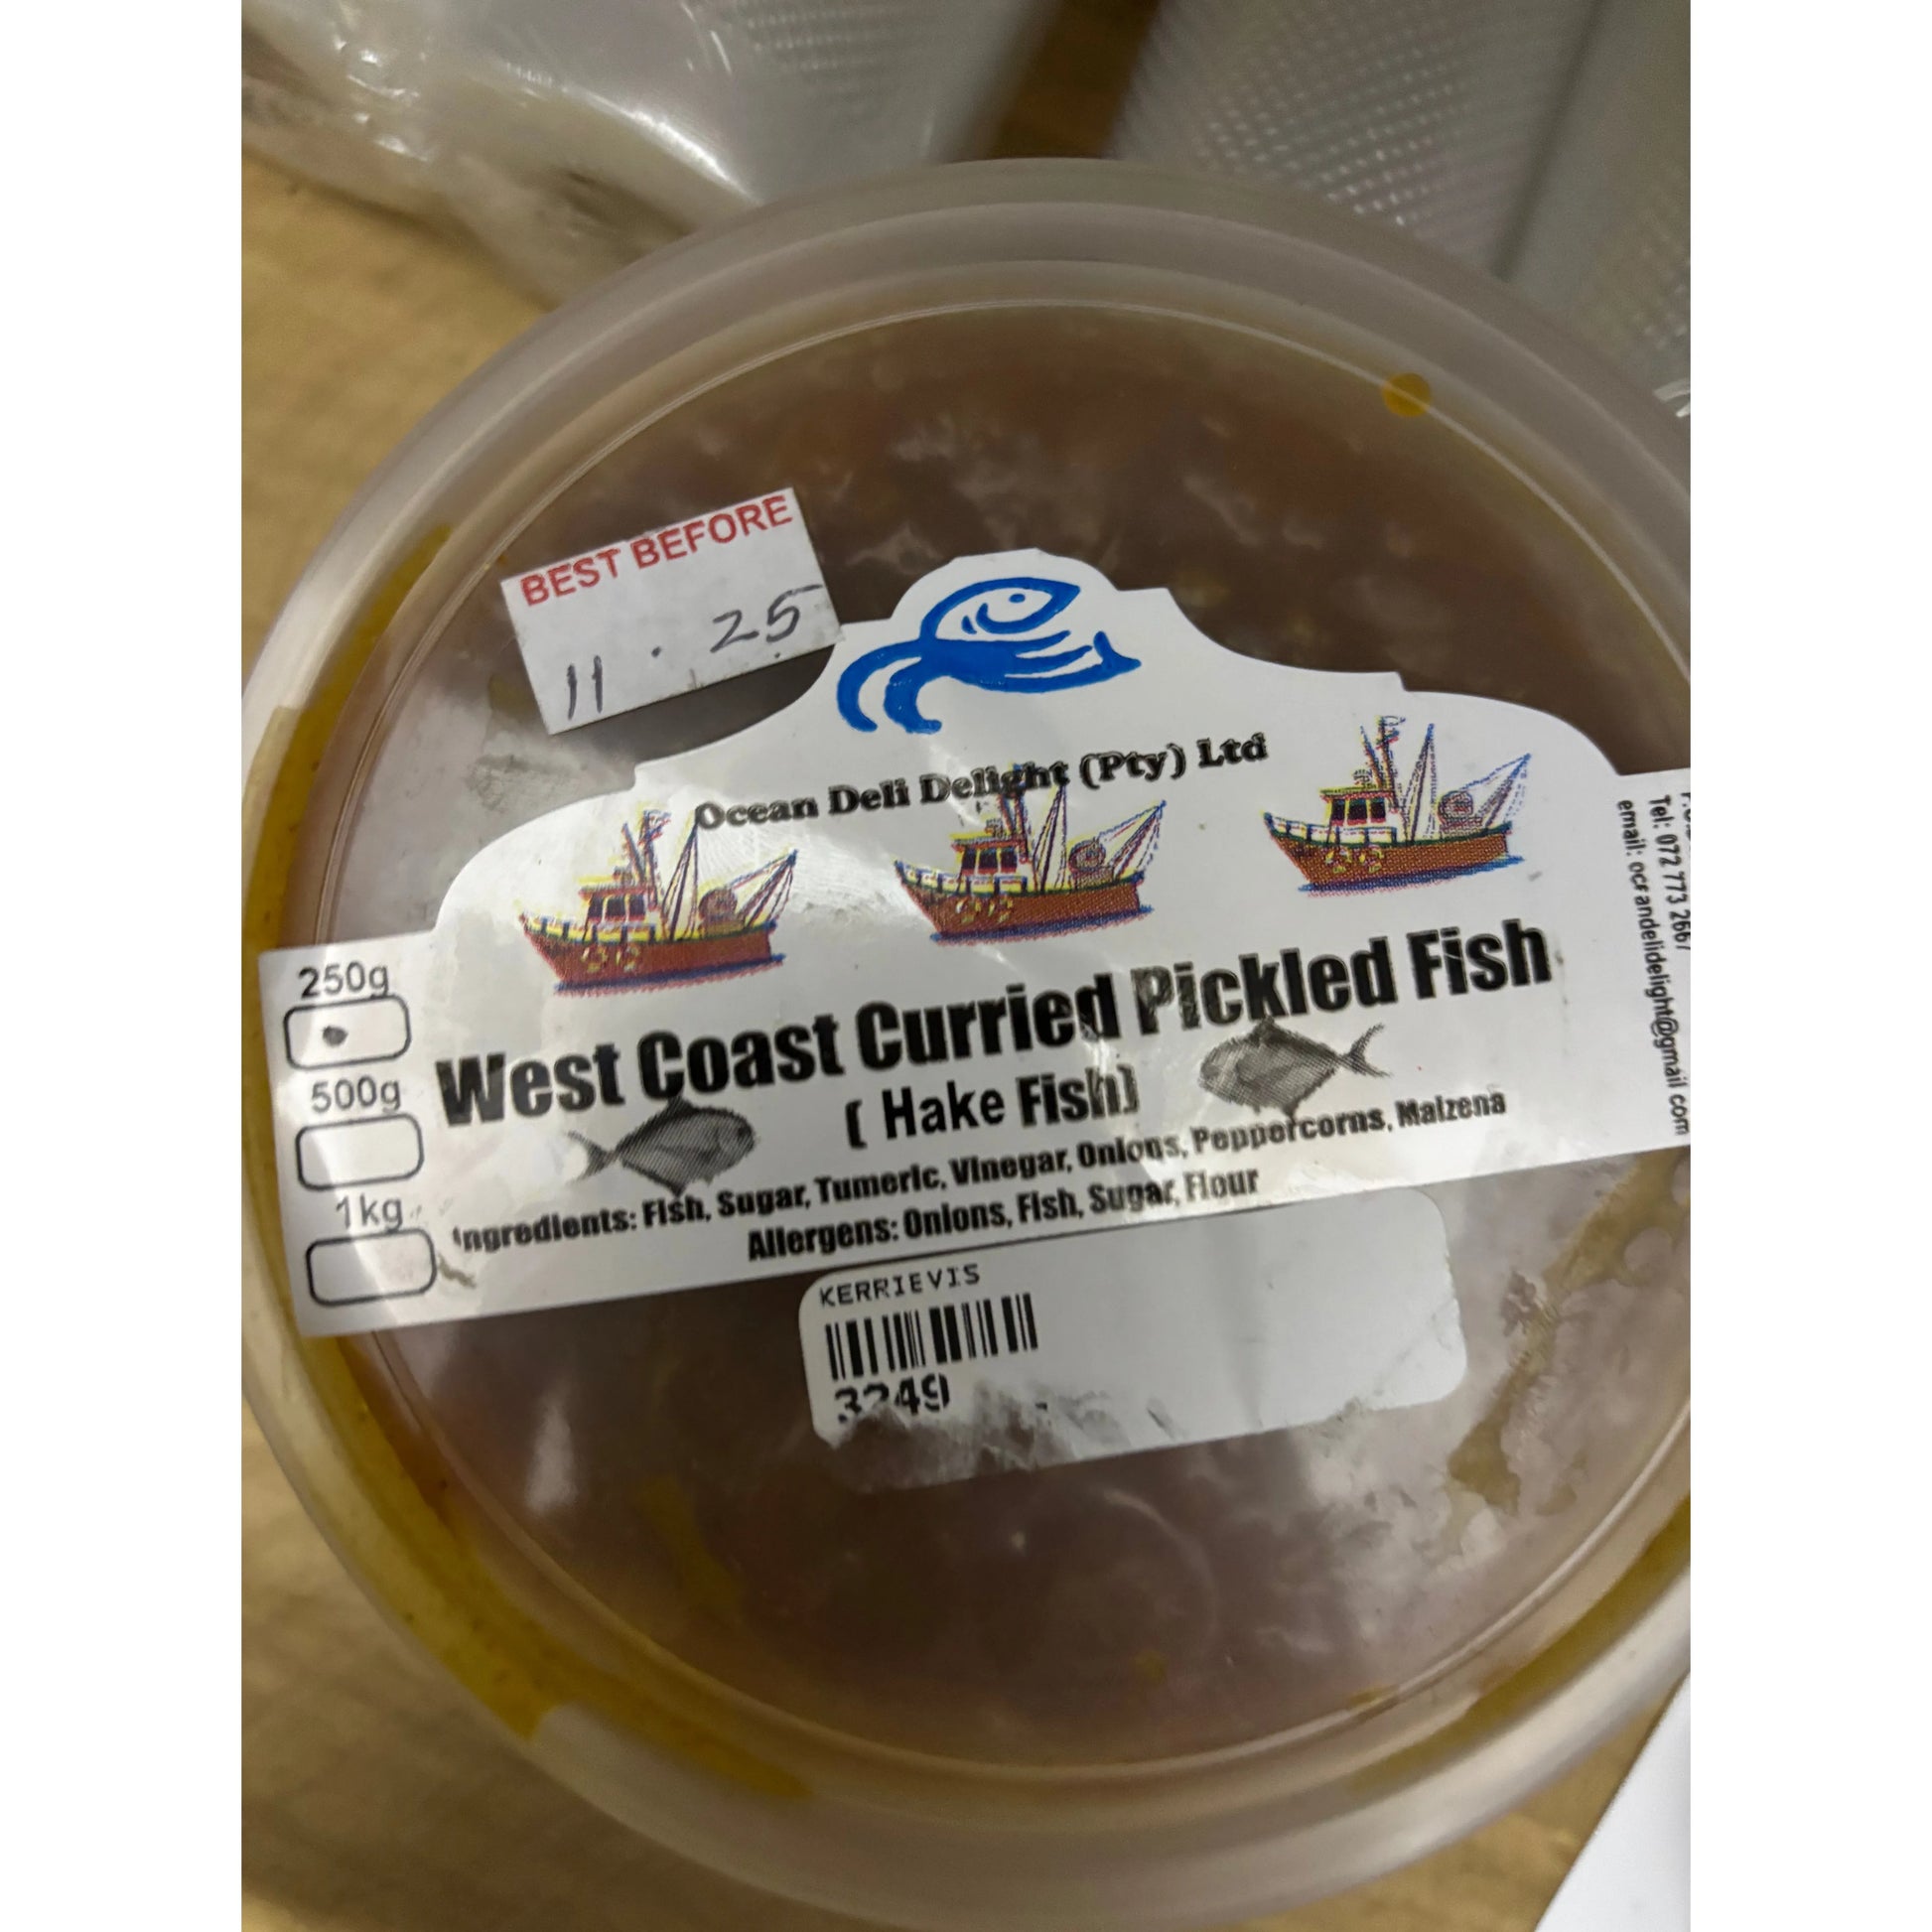 BEST BEFORE
11 . 25
Ocean Deli Delight (Pty) Ltd
250g
500g
1kg
West Coast Curried Pickled Fish
( Hake Fish)
Ingredients: Fish, Sugar, Tumeric, Vinegar, Onions, Peppercorns, Maizena
Allergens: Onions, Fish, Sugar, Flour
Tel: 072 773 2667
email: oceandelidelight@gmail.com
KERRIEVIS
3249